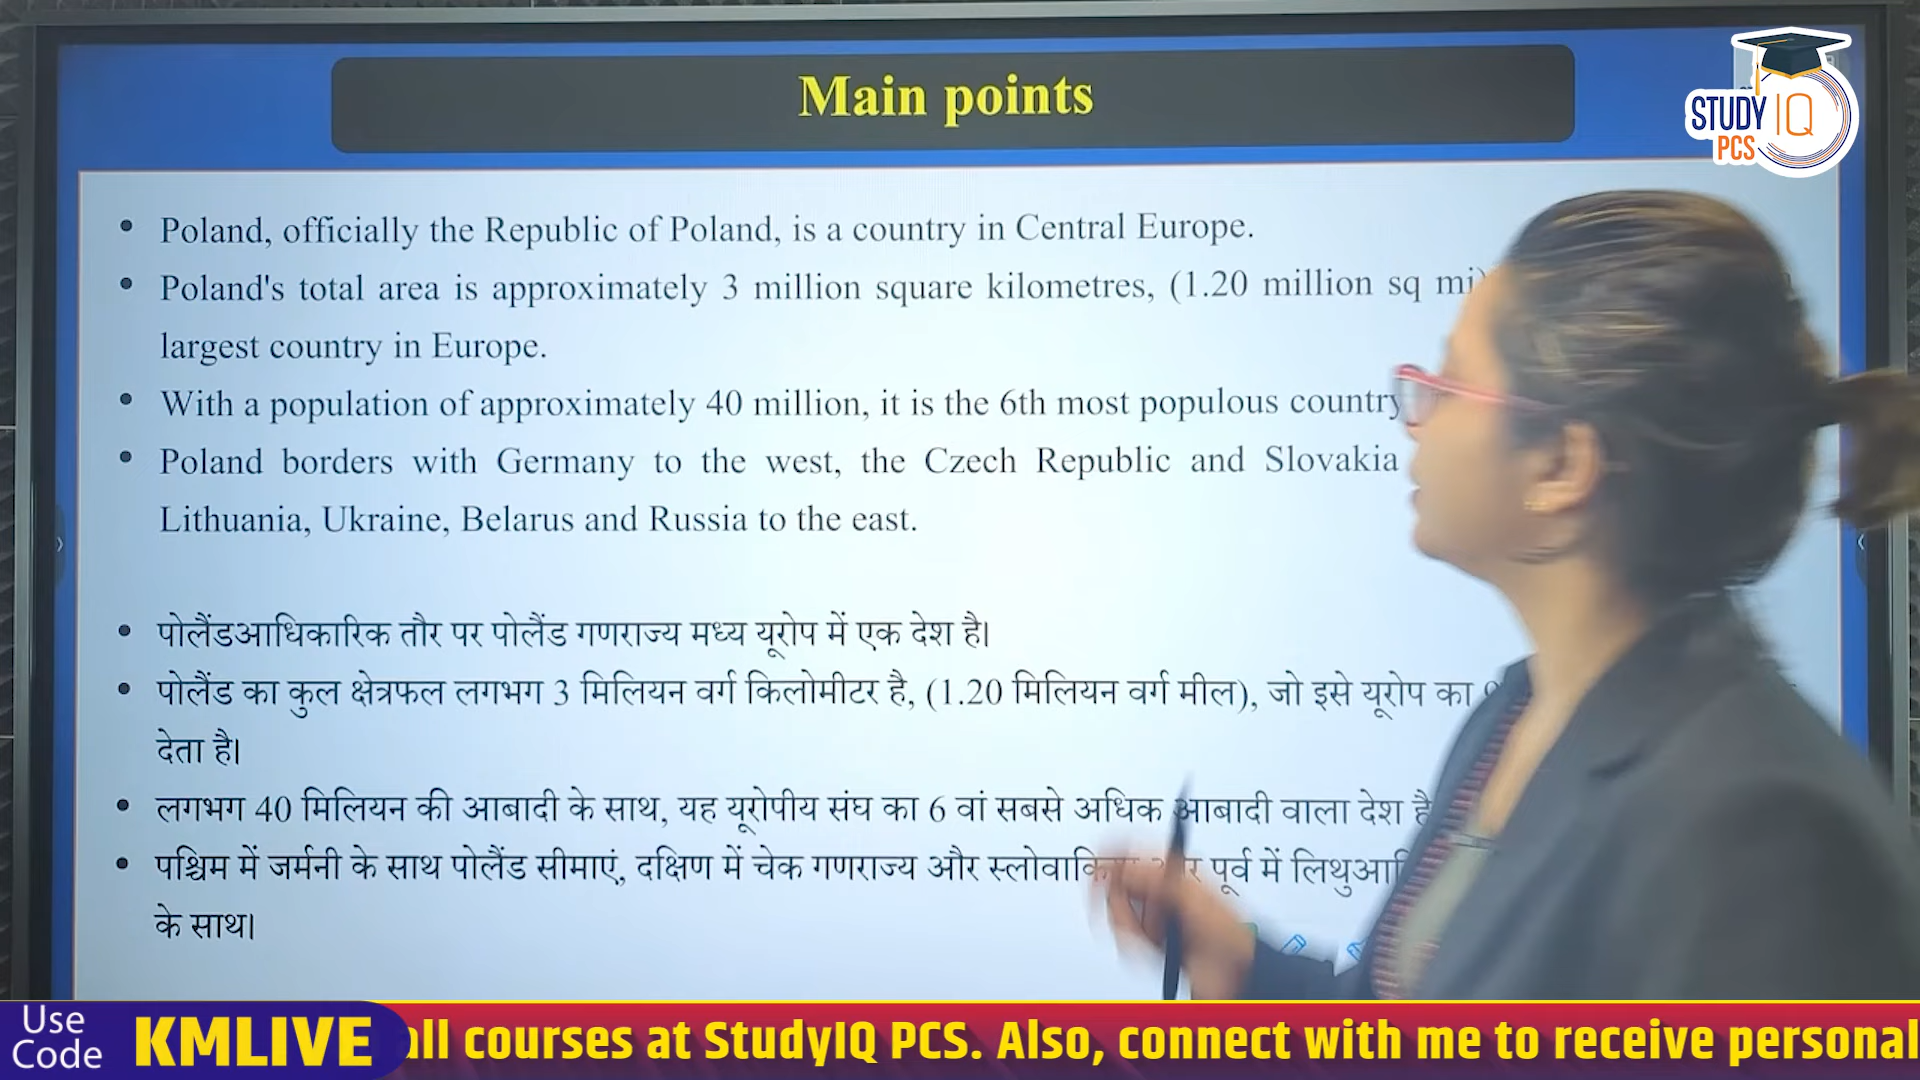 Main points
STUDY IQ
PCS
• Poland, officially the Republic of Poland, is a country in Central Europe.
• Poland's total area is approximately 3 million square kilometres, (1.20 million sq mi)
largest country in Europe.
• With a population of approximately 40 million, it is the 6th most populous country
• Poland borders with Germany to the west, the Czech Republic and Slovakia
Lithuania, Ukraine, Belarus and Russia to the east.
• पोलैंडआधिकारिक तौर पर पोलैंड गणराज्य मध्य यूरोप में एक देश है।
• पोलैंड का कुल क्षेत्रफल लगभग 3 मिलियन वर्ग किलोमीटर है, (1.20 मिलियन वर्ग मील), जो इसे यूरोप का
देता है।
• लगभग 40 मिलियन की आबादी के साथ, यह यूरोपीय संघ का 6 वां सबसे अधिक आबादी वाला देश है
• पश्चिम में जर्मनी के साथ पोलैंड सीमाएं, दक्षिण में चेक गणराज्य और पूर्व में
के साथ।
Use
Code
KMLIVE
all courses at StudyIQ PCS. Also, connect with me to receive personal